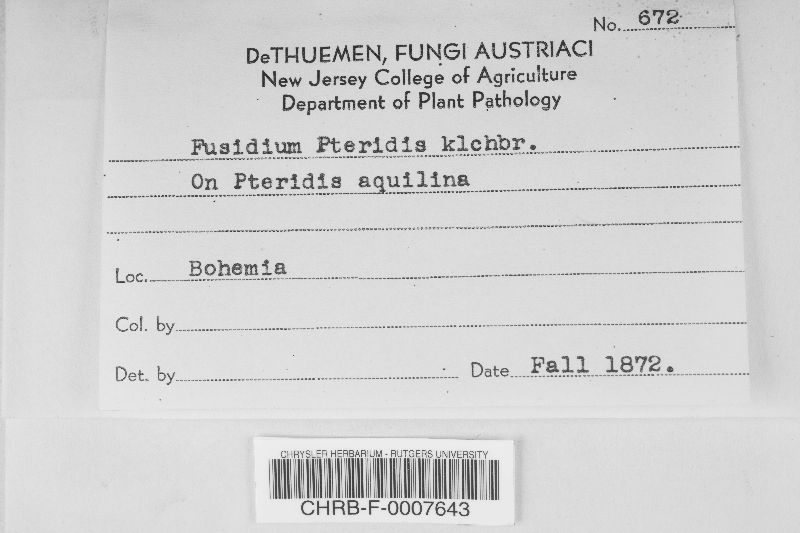 No. 672
DeTHUEMEN, FUNGI AUSTRIACI
New Jersey College of Agriculture
Department of Plant Pathology
Fusidium Pteridis klchbr.
On Pteridis aquilina
Loc. Bohemia
Col. by
Det. by Date Fall 1872.
CHRYSLER HERBARIUM - RUTGERS UNIVERSITY
CHRB-F-0007643